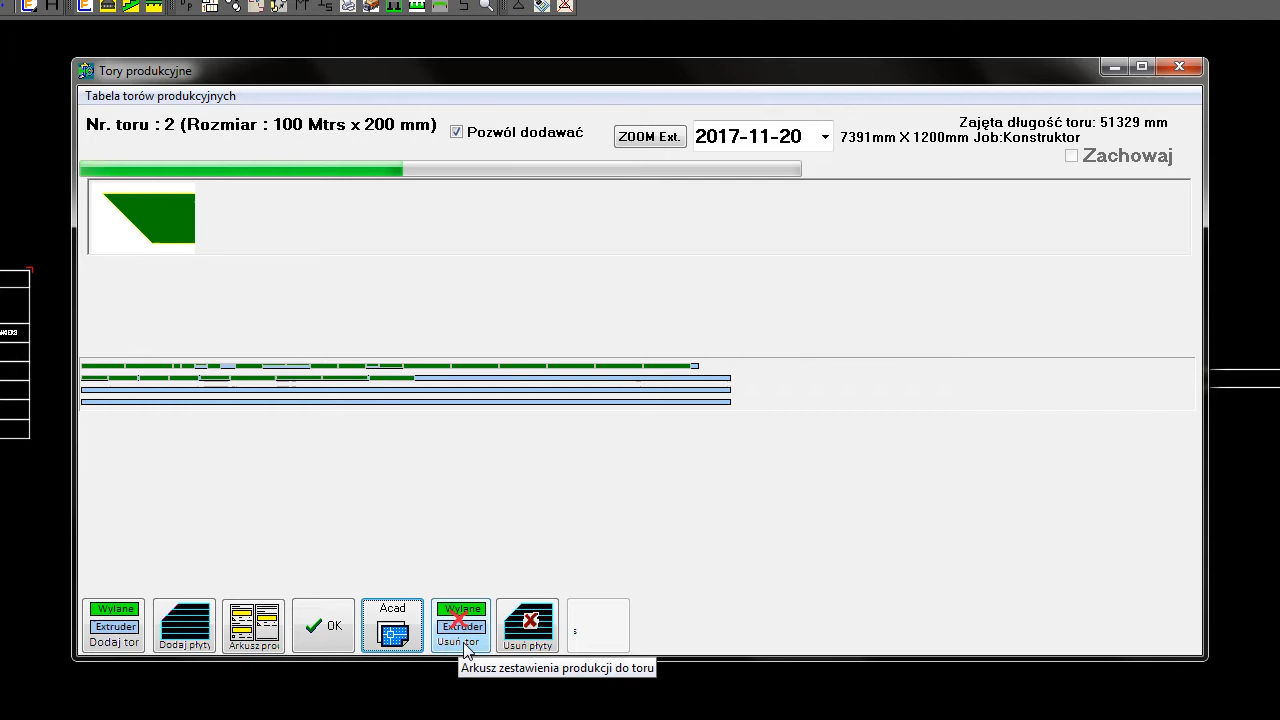 Tory produkcyjne
Tabela torów produkcyjnych
Nr. toru : 2 (Rozmiar : 100 Mtrs x 200 mm)
Pozwól dodawać
ZOOM Ext.
2017-11-20
Zajęta długość toru: 51329 mm
7391mm X 1200mm Job:Konstruktor
Zachowaj
Wylane
Extruder
Dodaj tor
Dodaj płyty
Arkusz proi
OK
Acad
Wylane
Extruder
Usuń tor
Usuń płyty
s
Arkusz zestawienia produkcji do toru